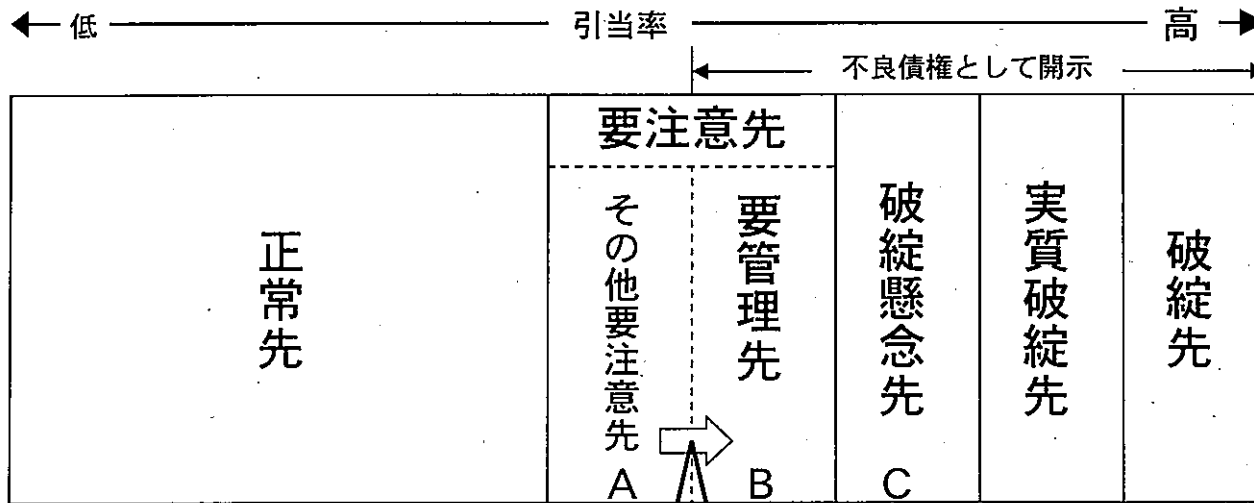 低 引当率 高
不良債権として開示
正常先
要注意先
その他要注意先
A
要管理先
B
破綻懸念先
C
実質破綻先
破綻先